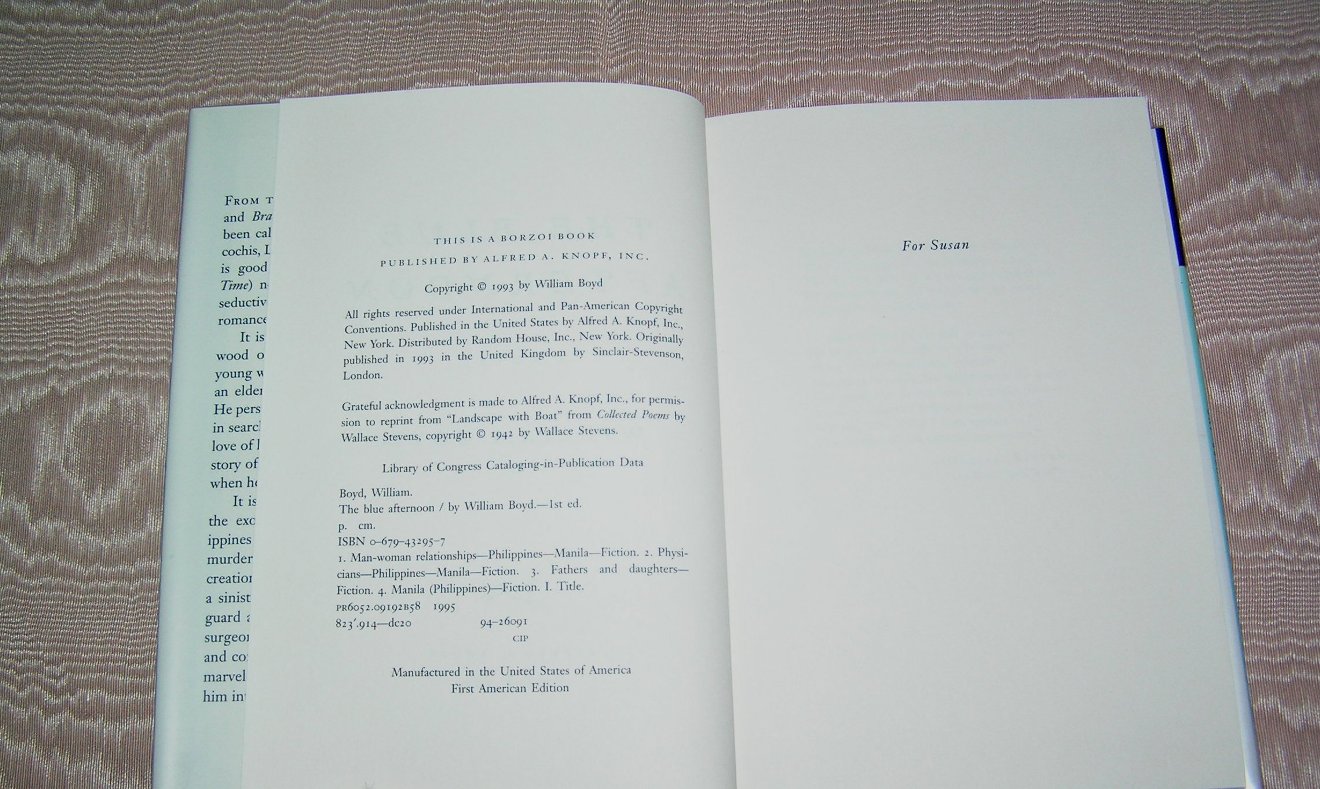 FROM T
and Bra
been cal
cochis, L
is good
Time) n
seductiv
romance
It is
wood o
young w
an elder
He pers
in searc
love of l
story of
when he
It is
the exo
ippines
murder
creation
a sinist
guard a
surgeon
and co
marvel
him in
THIS IS A BORZOI BOOK
PUBLISHED BY ALFRED A. KNOPF, INC.
Copyright © 1993 by William Boyd
All rights reserved under International and Pan-American Copyright
Conventions. Published in the United States by Alfred A. Knopf, Inc.,
New York. Distributed by Random House, Inc., New York. Originally
published in 1993 in the United Kingdom by Sinclair-Stevenson,
London.
Grateful acknowledgment is made to Alfred A. Knopf, Inc., for permis-
sion to reprint from “Landscape with Boat” from Collected Poems by
Wallace Stevens, copyright © 1942 by Wallace Stevens.
Library of Congress Cataloging-in-Publication Data
Boyd, William.
The blue afternoon / by William Boyd.—1st ed.
p. cm.
ISBN 0–679–43295–7
1. Man-woman relationships—Philippines—Manila—Fiction. 2. Physi-
cians—Philippines—Manila—Fiction. 3. Fathers and daughters—
Fiction. 4. Manila (Philippines)—Fiction. I. Title.
PR6052.09192B58 1995
823'.914—dc20 94–26091
CIP
Manufactured in the United States of America
First American Edition
For Susan